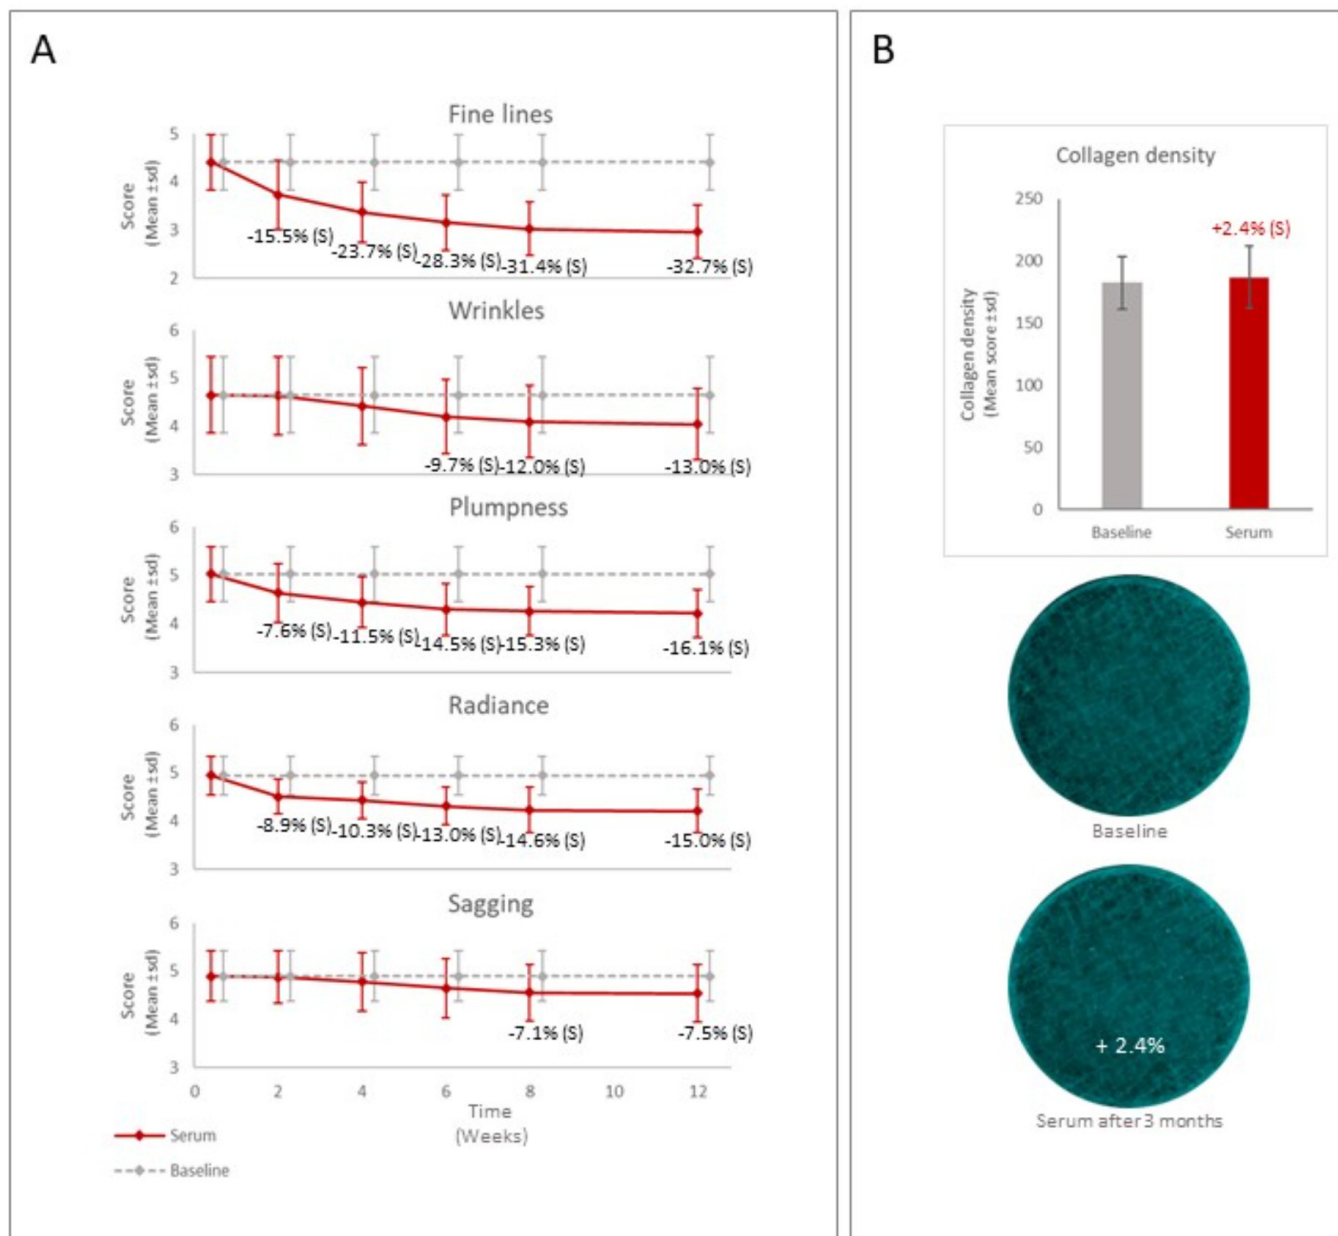 A
Fine lines
5
4
3
2
Score
(Mean ±sd)
-15.5% (S)
-23.7% (S)
-28.3% (S)
-31.4% (S)
-32.7% (S)
Wrinkles
6
5
4
3
Score
(Mean ±sd)
-9.7% (S)
-12.0% (S)
-13.0% (S)
Plumpness
6
5
4
3
Score
(Mean ±sd)
-7.6% (S)
-11.5% (S)
-14.5% (S)
-15.3% (S)
-16.1% (S)
Radiance
6
5
4
3
Score
(Mean ±sd)
-8.9% (S)
-10.3% (S)
-13.0% (S)
-14.6% (S)
-15.0% (S)
Sagging
6
5
4
3
Score
(Mean ±sd)
-7.1% (S)
-7.5% (S)
0 2 4 6 8 10 12
Time
(Weeks)
Serum
Baseline
B
Collagen density
250
200
150
100
50
0
Collagen density
(Mean score ±sd)
+2.4% (S)
Baseline Serum
Baseline
+ 2.4%
Serum after 3 months